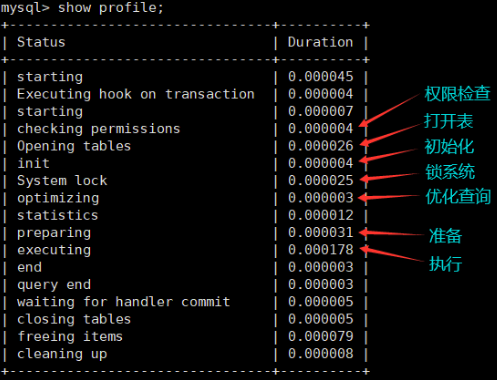 mysql> show profile;
+--------------------------------+----------+
| Status | Duration |
+--------------------------------+----------+
| starting | 0.000045 |
| Executing hook on transaction | 0.000004 |
| starting | 0.000007 |
| checking permissions | 0.000004 | 权限检查
| Opening tables | 0.000026 | 打开表
| init | 0.000004 | 初始化
| System lock | 0.000025 | 锁系统
| optimizing | 0.000003 | 优化查询
| statistics | 0.000012 |
| preparing | 0.000031 | 准备
| executing | 0.000178 | 执行
| end | 0.000003 |
| query end | 0.000003 |
| waiting for handler commit | 0.000005 |
| closing tables | 0.000005 |
| freeing items | 0.000079 |
| cleaning up | 0.000008 |
+--------------------------------+----------+